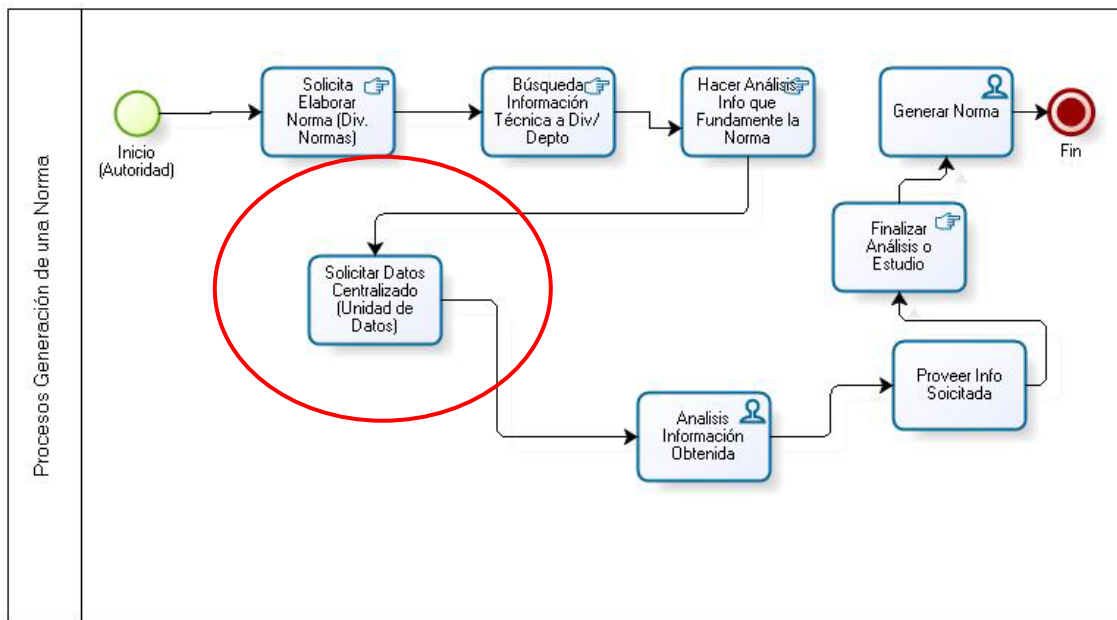 Procesos Generación de una Norma
Inicio
(Autoridad)
Solicita
Elaborar
Norma (Div.
Normas)
Búsqueda
Información
Técnica a Div/
Depto
Hacer Análisis
Info que
Fundamente la
Norma
Solicitar Datos
Centralizado
(Unidad de
Datos)
Analisis
Información
Obtenida
Proveer Info
Soicitada
Finalizar
Análisis o
Estudio
Generar Norma
Fin